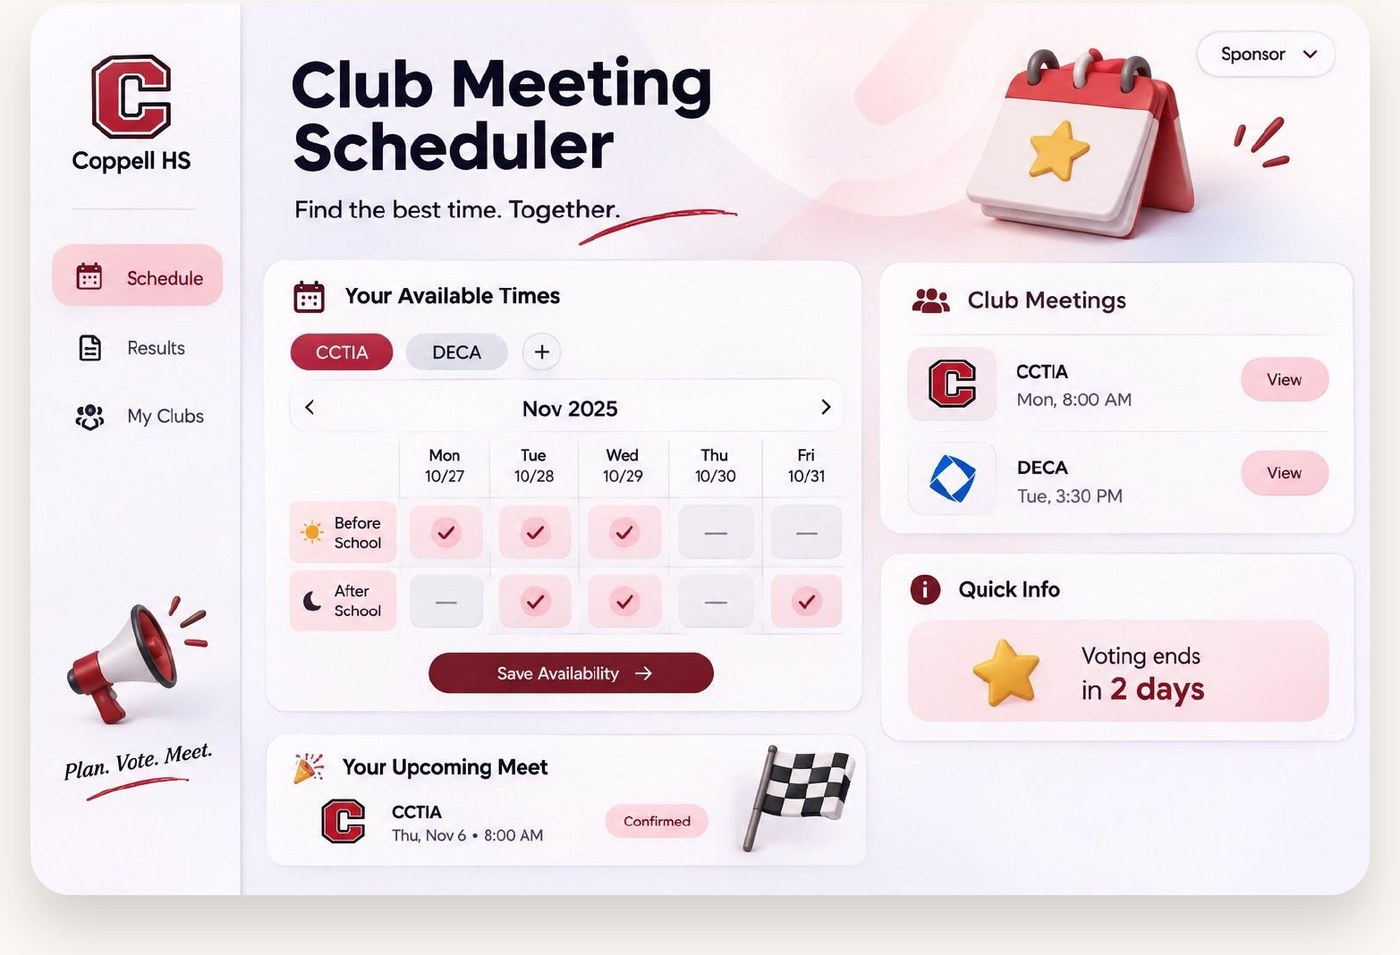 C
Coppell HS
Schedule
Results
My Clubs
Plan. Vote. Meet.
Club Meeting
Scheduler
Find the best time. Together.
Sponsor
Your Available Times
CCTIA
DECA
+
Nov 2025
Mon
10/27
Tue
10/28
Wed
10/29
Thu
10/30
Fri
10/31
Before
School
After
School
Save Availability →
Your Upcoming Meet
C
CCTIA
Thu, Nov 6 • 8:00 AM
Confirmed
Club Meetings
C
CCTIA
Mon, 8:00 AM
View
DECA
Tue, 3:30 PM
View
i
Quick Info
Voting ends
in 2 days